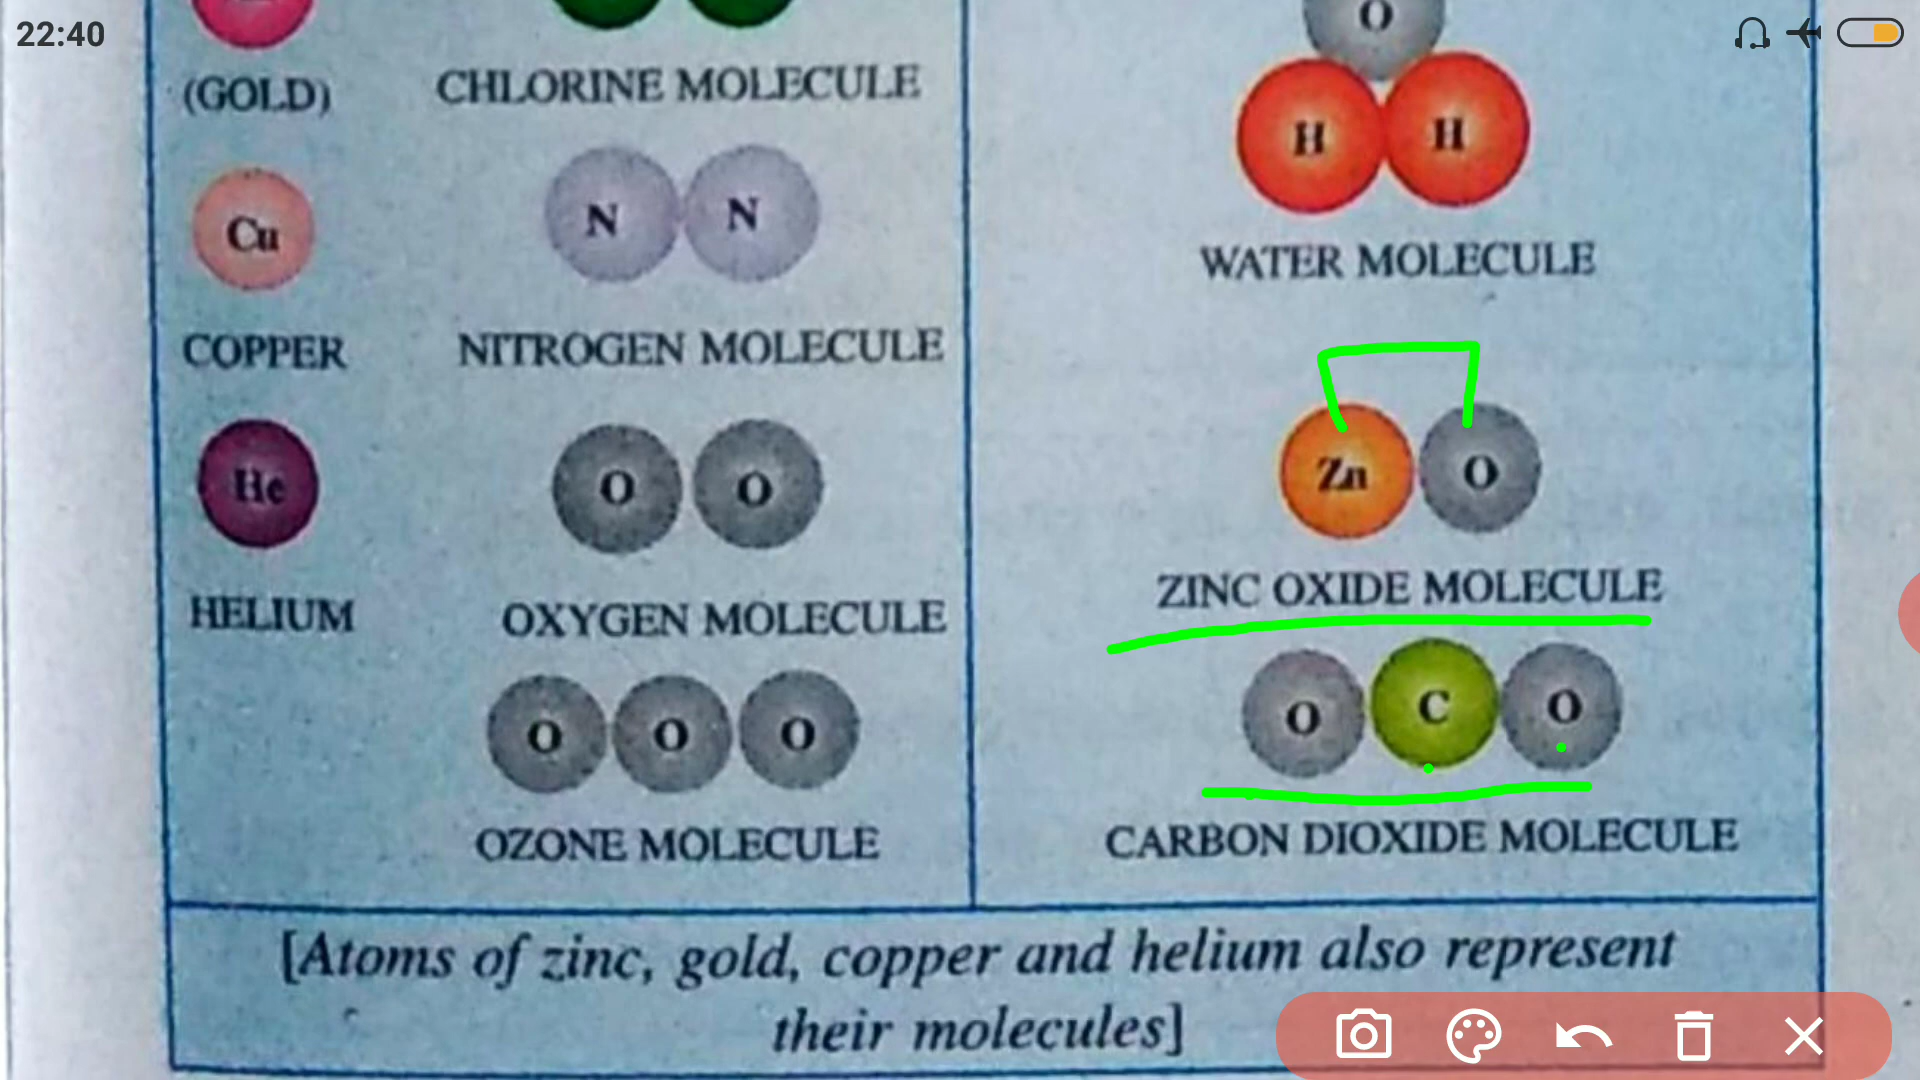 22:40
(GOLD)
CHLORINE MOLECULE
O
H H
WATER MOLECULE
Cu
N N
COPPER
NITROGEN MOLECULE
Zn O
ZINC OXIDE MOLECULE
He
O O
HELIUM
OXYGEN MOLECULE
O C O
CARBON DIOXIDE MOLECULE
O O O
OZONE MOLECULE
[Atoms of zinc, gold, copper and helium also represent
their molecules]